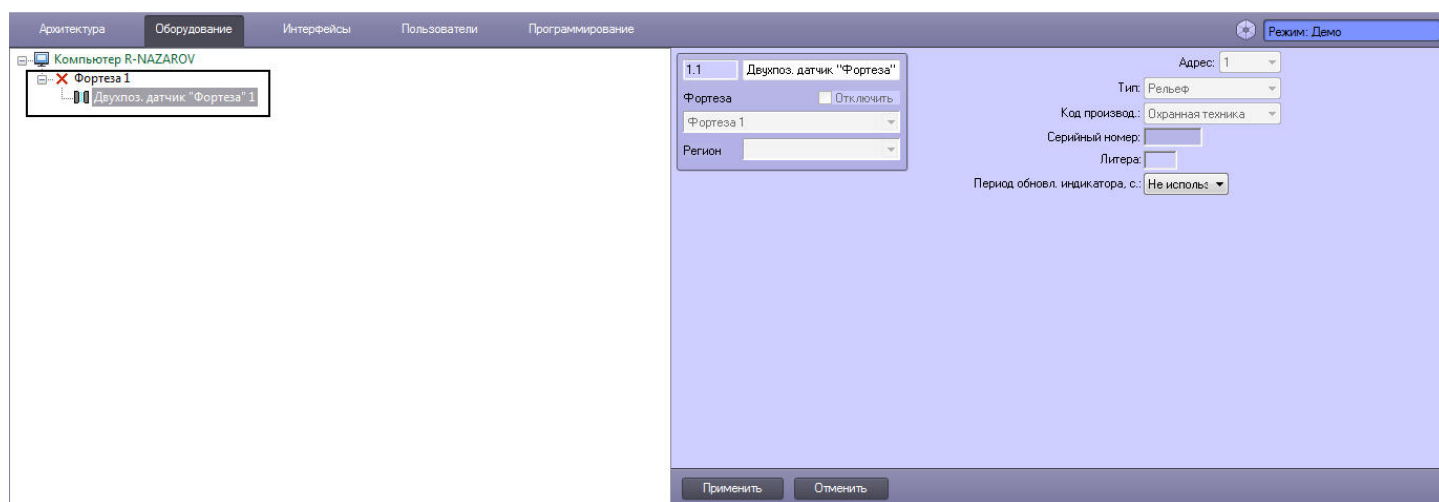 Архитектура Оборудование Интерфейсы Пользователи Программирование Режим: Демо
Компьютер R-NAZAROV
Фортеза 1
Двухпоз. датчик "Фортеза" 1
1.1 Двухпоз. датчик "Фортеза"
Фортеза Отключить
Фортеза 1
Регион
Адрес: 1
Тип: Рельеф
Код производ.: Охранная техника
Серийный номер:
Литера:
Период обновл. индикатора, с.: Не использ
Применить Отменить